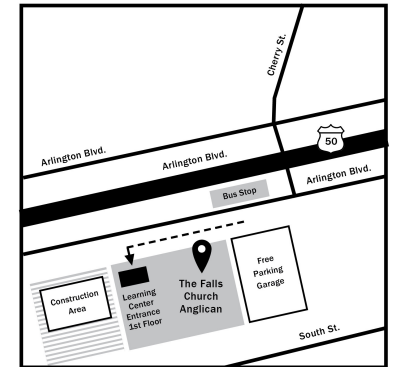 Cherry St.
50
Arlington Blvd.
Arlington Blvd.
Arlington Blvd.
Bus Stop
Free
Parking
Garage
The Falls
Church
Anglican
Learning
Center
Entrance
1st Floor
Construction
Area
South St.